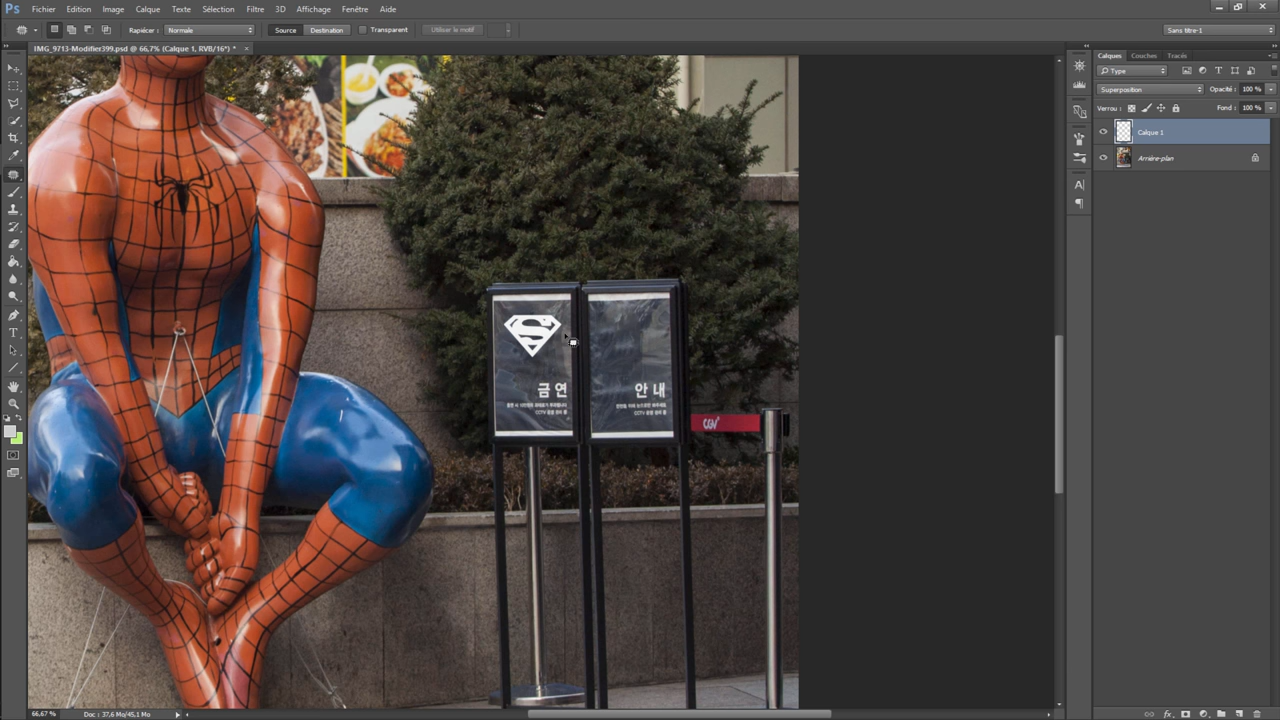 Ps
Fichier Edition Image Calque Texte Sélection Filtre 3D Affichage Fenêtre Aide
Rapiécer : Normale Source Destination Transparent Utiliser le motif Sans titre-1
IMG_9713-Modifier399.psd @ 66,7% (Calque 1, RVB/16*) *
Calques Couches Tracés
Type
Superposition Opacité : 100 %
Verrou : Fond : 100 %
Calque 1
Arrière-plan
금연
CCTV
안내
CCTV
CGV
66,67 % Doc : 37,6 Mo/45,1 Mo